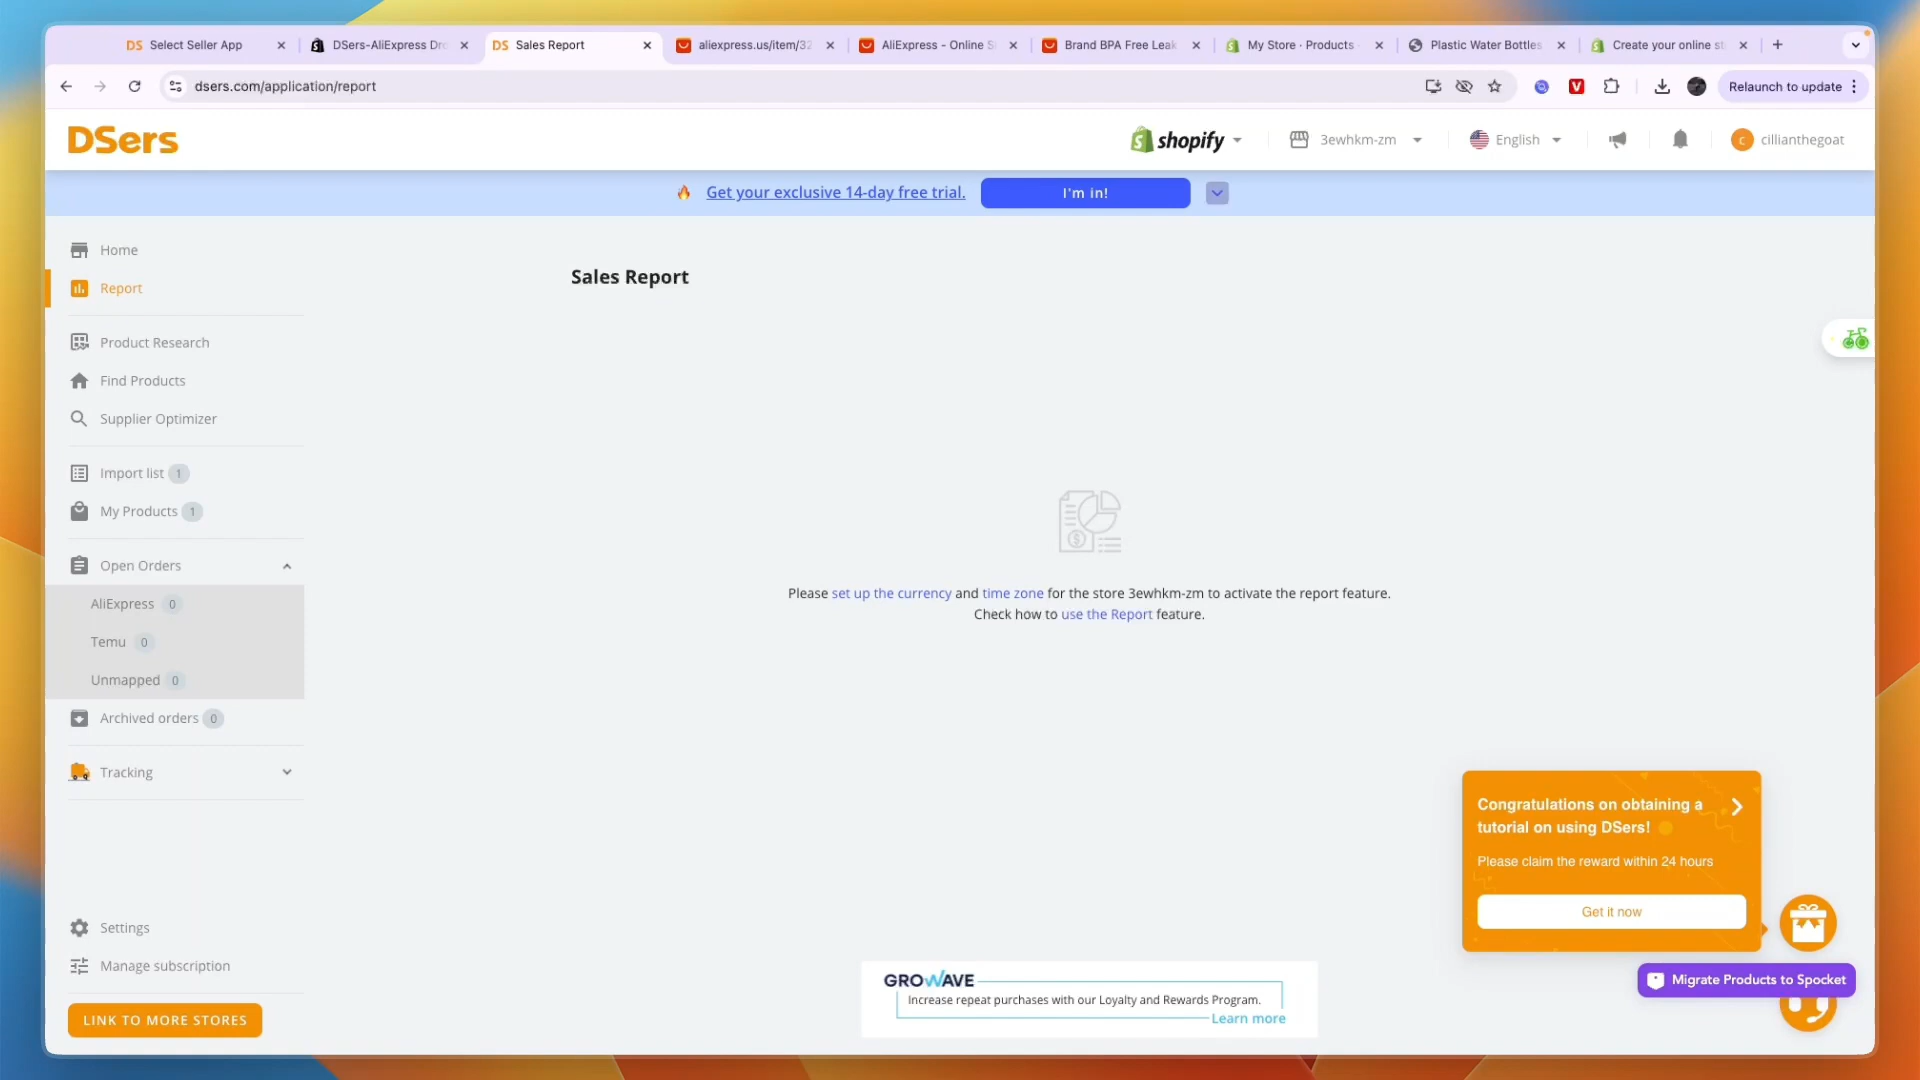 DS Select Seller App
DSers-AliExpress Dr
DS Sales Report
aliexpress.us/item/32
AliExpress - Online S
Brand BPA Free Leak
My Store · Products
Plastic Water Bottles
Create your online st
dsers.com/application/report
Relaunch to update
DSers
shopify
3ewhkm-zm
English
c
cillianthegoat
Get your exclusive 14-day free trial.
I'm in!
Home
Report
Product Research
Find Products
Supplier Optimizer
Import list 1
My Products 1
Open Orders
AliExpress 0
Temu 0
Unmapped 0
Archived orders 0
Tracking
Settings
Manage subscription
LINK TO MORE STORES
Sales Report
Please set up the currency and time zone for the store 3ewhkm-zm to activate the report feature.
Check how to use the Report feature.
Congratulations on obtaining a
tutorial on using DSers!
Please claim the reward within 24 hours
Get it now
Migrate Products to Spocket
GROWAVE
Increase repeat purchases with our Loyalty and Rewards Program.
Learn more